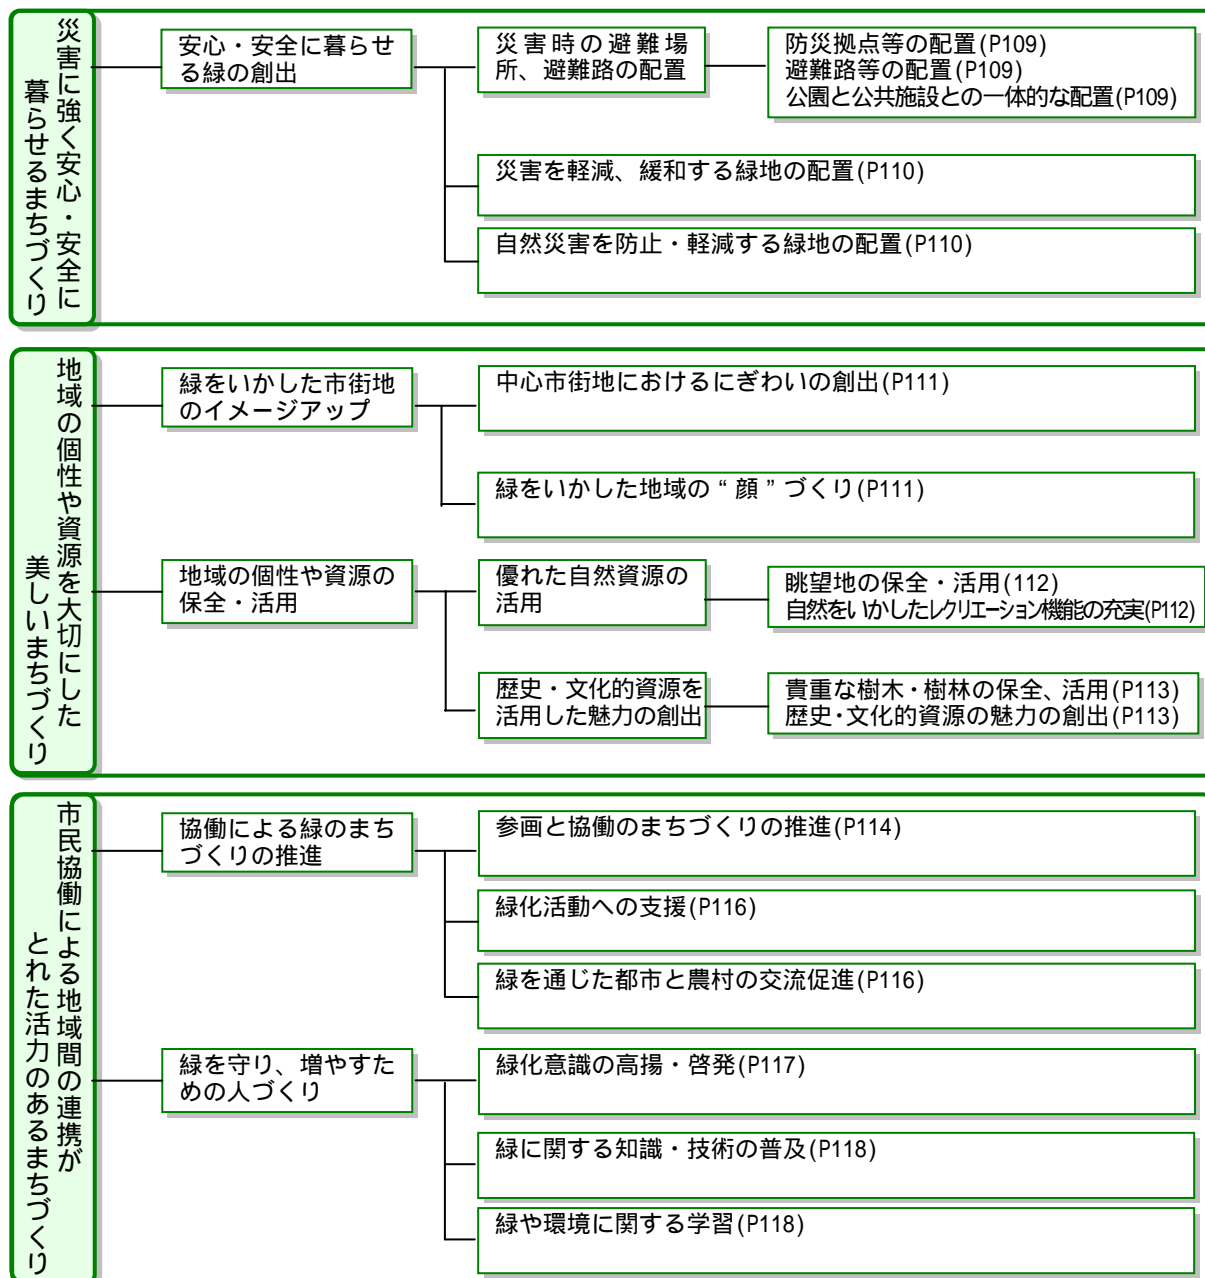 災害に強く安心・安全に
暮らせるまちづくり
安心・安全に暮らせ
る緑の創出
災害時の避難場
所、避難路の配置
防災拠点等の配置(P109)
避難路等の配置(P109)
公園と公共施設との一体的な配置(P109)
災害を軽減、緩和する緑地の配置(P110)
自然災害を防止・軽減する緑地の配置(P110)
地域の個性や資源を大切にした
美しいまちづくり
緑をいかした市街地
のイメージアップ
中心市街地におけるにぎわいの創出(P111)
緑をいかした地域の“顔”づくり(P111)
地域の個性や資源の
保全・活用
優れた自然資源の
活用
眺望地の保全・活用(112)
自然をいかしたレクリエーション機能の充実(P112)
歴史・文化的資源を
活用した魅力の創出
貴重な樹木・樹林の保全、活用(P113)
歴史・文化的資源の魅力の創出(P113)
市民協働による地域間の連携が
とれた活力のあるまちづくり
協働による緑のまち
づくりの推進
参画と協働のまちづくりの推進(P114)
緑化活動への支援(P116)
緑を通じた都市と農村の交流促進(P116)
緑を守り、増やすた
めの人づくり
緑化意識の高揚・啓発(P117)
緑に関する知識・技術の普及(P118)
緑や環境に関する学習(P118)